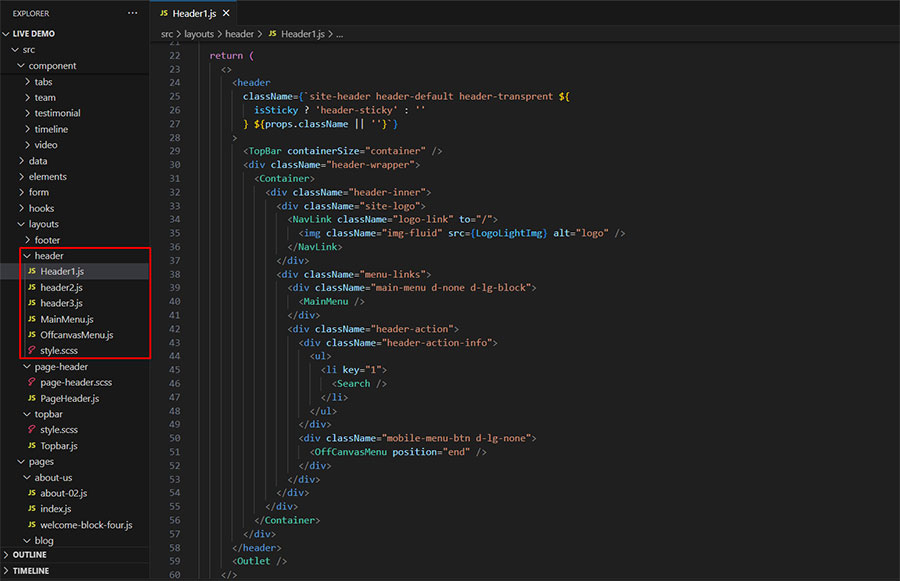 EXPLORER
LIVE DEMO
src
component
tabs
team
testimonial
timeline
video
data
elements
form
hooks
layouts
footer
header
JS Header1.js
JS header2.js
JS header3.js
JS MainMenu.js
JS OffcanvasMenu.js
style.scss
page-header
page-header.scss
JS PageHeader.js
topbar
style.scss
JS Topbar.js
pages
about-us
JS about-02.js
JS index.js
JS welcome-block-four.js
blog
OUTLINE
TIMELINE
JS Header1.js ×
src > layouts > header > JS Header1.js > ...
21
22 return (
23 <>
24 <header
25 className={`site-header header-default header-transprent ${
26 isSticky ? 'header-sticky' : ''
27 } ${props.className || ''}`}
28 >
29 <TopBar containerSize="container" />
30 <div className="header-wrapper">
31 <Container>
32 <div className="header-inner">
33 <div className="site-logo">
34 <NavLink className="logo-link" to="/">
35 <img className="img-fluid" src={LogoLightImg} alt="logo" />
36 </NavLink>
37 </div>
38 <div className="menu-links">
39 <div className="main-menu d-none d-lg-block">
40 <MainMenu />
41 </div>
42 <div className="header-action">
43 <div className="header-action-info">
44 <ul>
45 <li key="1">
46 <Search />
47 </li>
48 </ul>
49 </div>
50 <div className="mobile-menu-btn d-lg-none">
51 <OffCanvasMenu position="end" />
52 </div>
53 </div>
54 </div>
55 </div>
56 </Container>
57 </div>
58 </header>
59 <Outlet />
60 </>